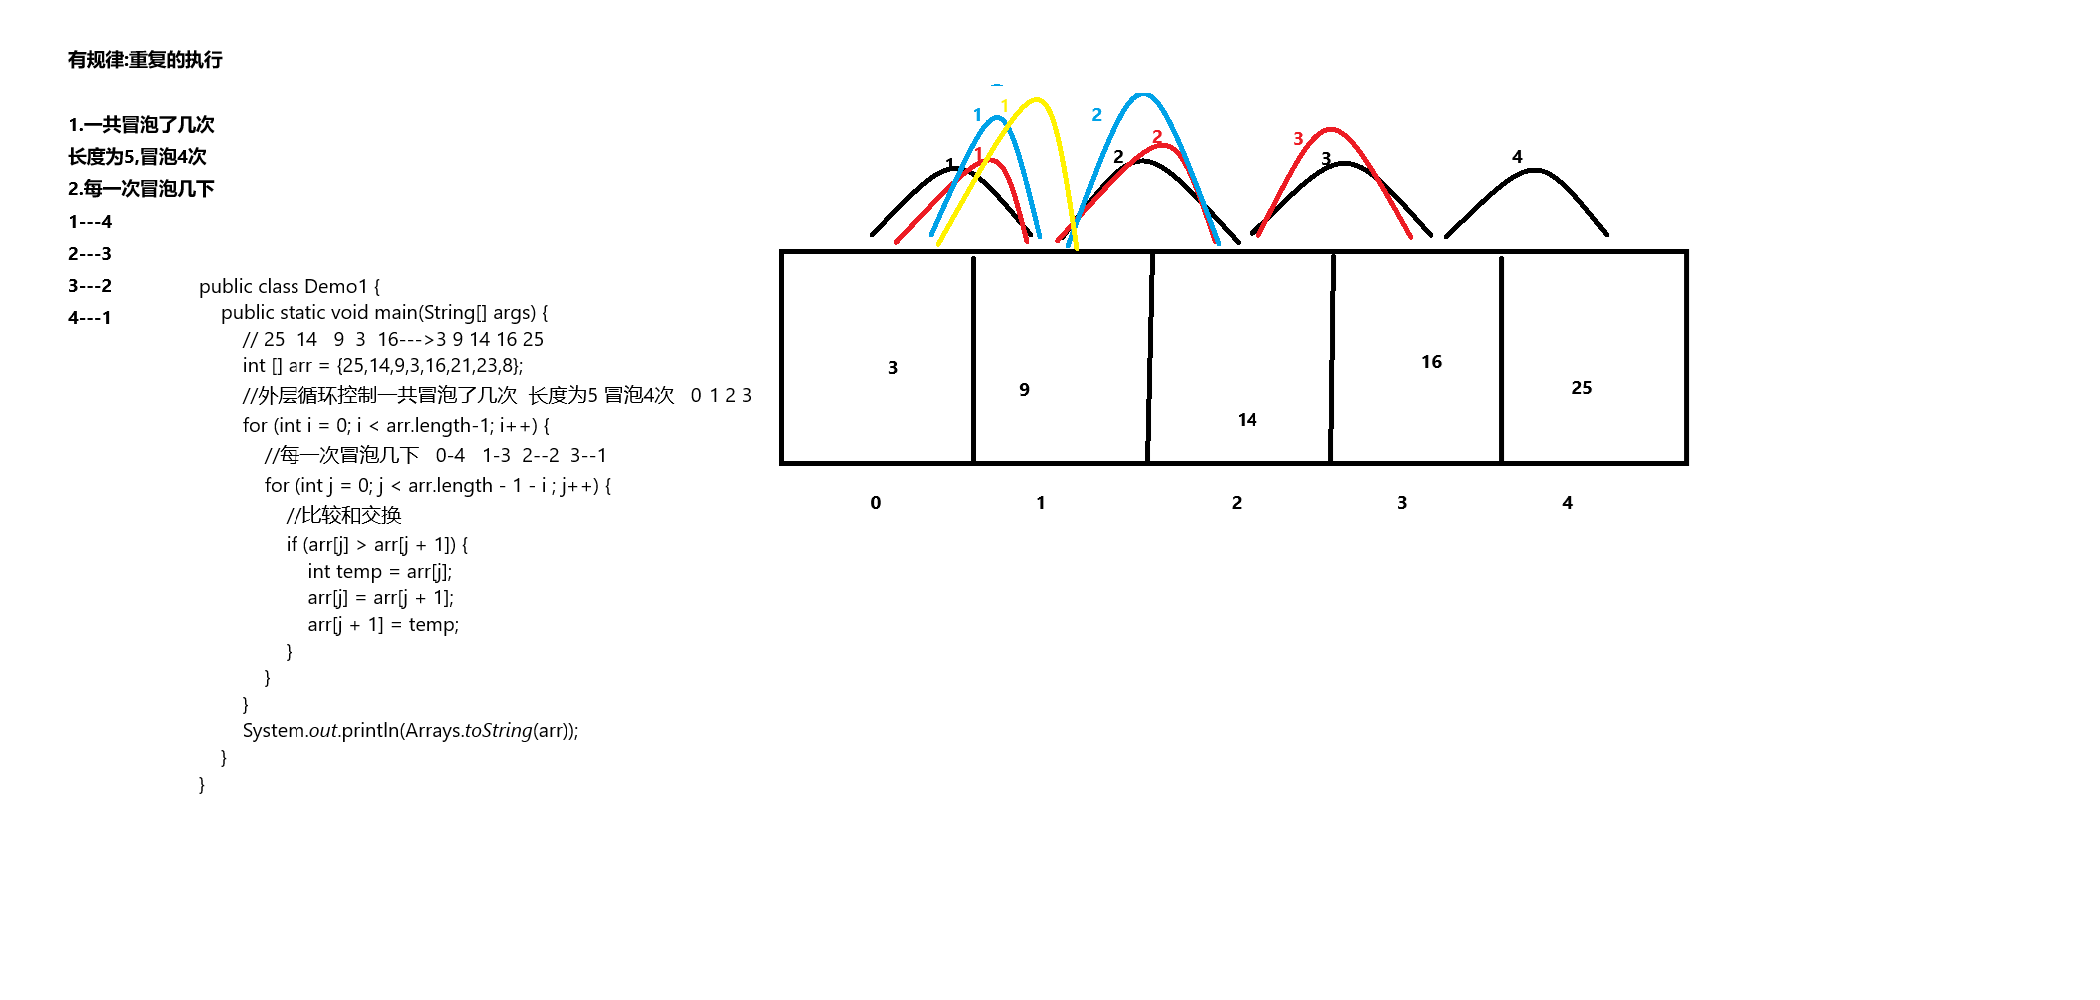 有规律:重复的执行
1.一共冒泡了几次
长度为5,冒泡4次
2.每一次冒泡几下
1---4
2---3
3---2
4---1
public class Demo1 {
public static void main(String[] args) {
// 25  14   9  3  16--->3 9 14 16 25
int [] arr = {25,14,9,3,16,21,23,8};
//外层循环控制一共冒泡了几次  长度为5 冒泡4次   0 1 2 3
for (int i = 0; i < arr.length-1; i++) {
//每一次冒泡几下   0-4   1-3  2--2  3--1
for (int j = 0; j < arr.length - 1 - i ; j++) {
//比较和交换
if (arr[j] > arr[j + 1]) {
int temp = arr[j];
arr[j] = arr[j + 1];
arr[j + 1] = temp;
}
}
}
System.out.println(Arrays.toString(arr));
}
}
1 1 2
2 3
1 1 2 3 4
3 9 14 16 25
0 1 2 3 4